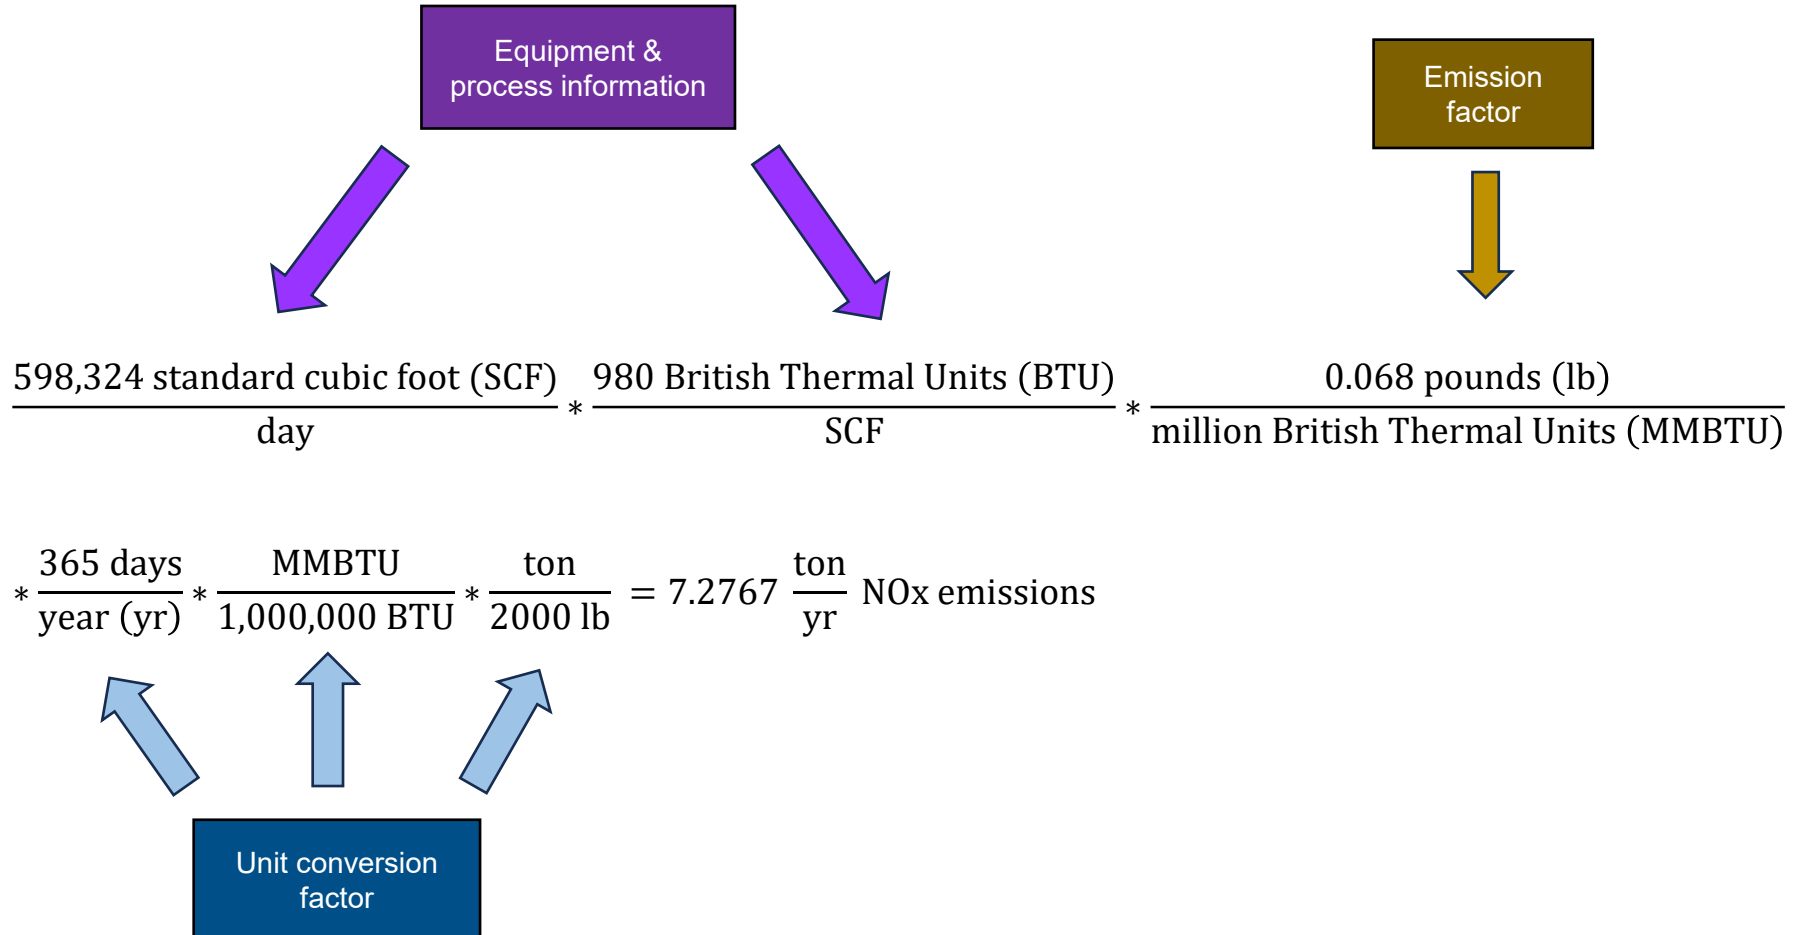 Equipment &
process information
Emission
factor
598,324 standard cubic foot (SCF) / day * 980 British Thermal Units (BTU) / SCF * 0.068 pounds (lb) / million British Thermal Units (MMBTU)
* 365 days / year (yr) * MMBTU / 1,000,000 BTU * ton / 2000 lb = 7.2767 ton / yr NOx emissions
Unit conversion
factor